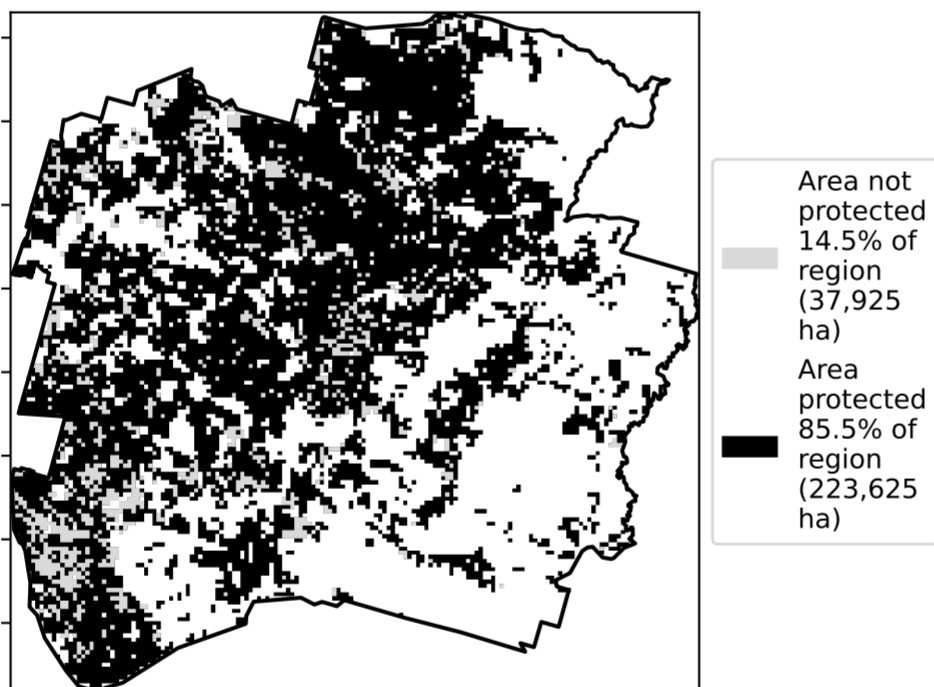 Area not
protected
14.5% of
region
(37,925
ha)
Area
protected
85.5% of
region
(223,625
ha)